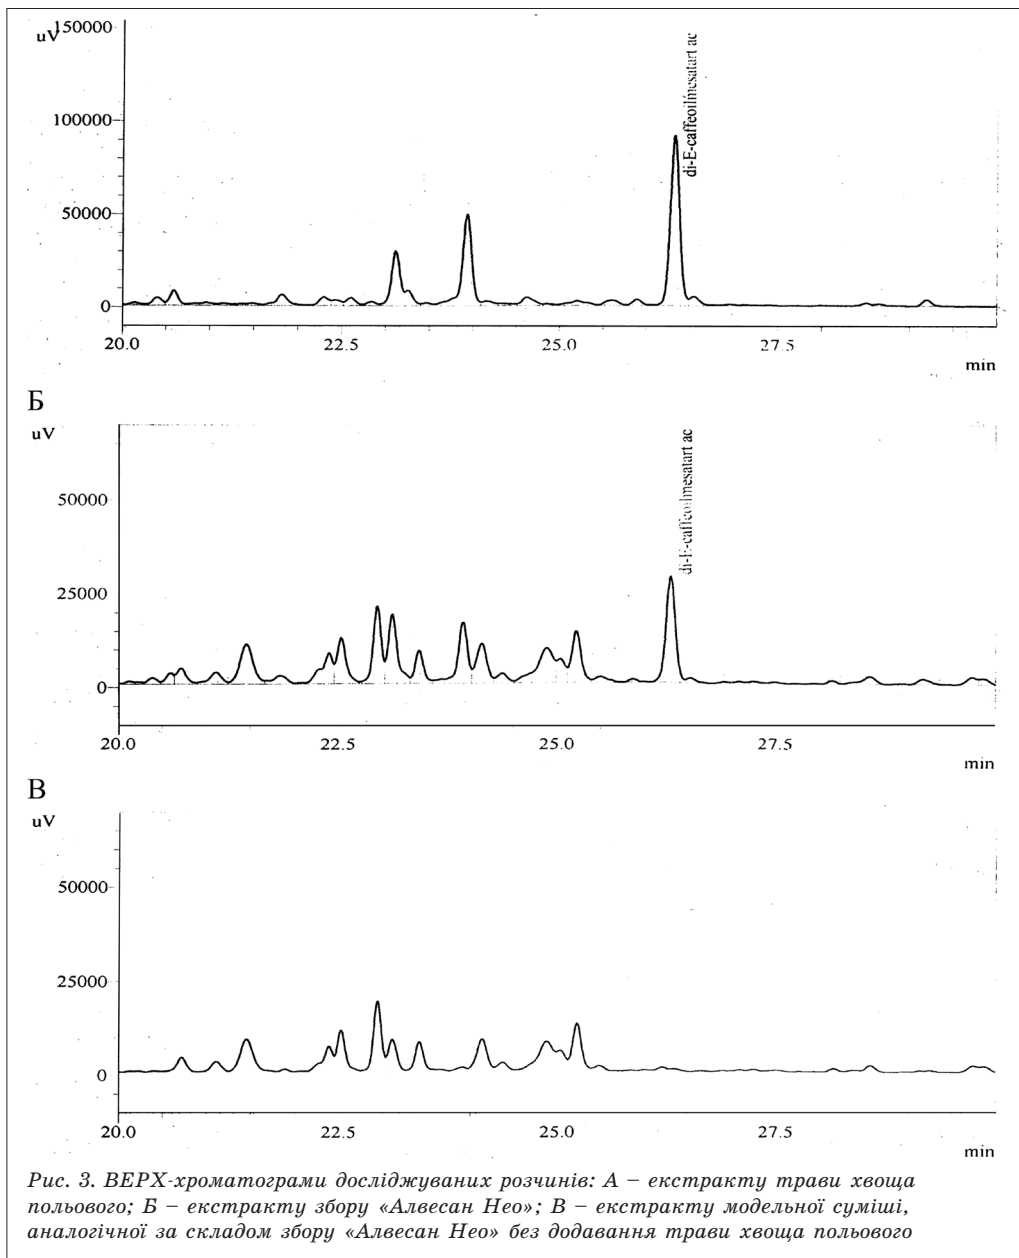 150000
uV
100000
50000
0
di-E-caffeoilmesatart ac
20.0 22.5 25.0 27.5
min
Б
uV
50000
25000
0
di-E-caffeoilmesatart ac
20.0 22.5 25.0 27.5
min
В
uV
50000
25000
0
20.0 22.5 25.0 27.5
min
Рис. 3. ВЕРХ-хроматограми досліджуваних розчинів: А – екстракту трави хвоща
польового; Б – екстракту збору «Алвесан Нео»; В – екстракту модельної суміші,
аналогічної за складом збору «Алвесан Нео» без додавання трави хвоща польового